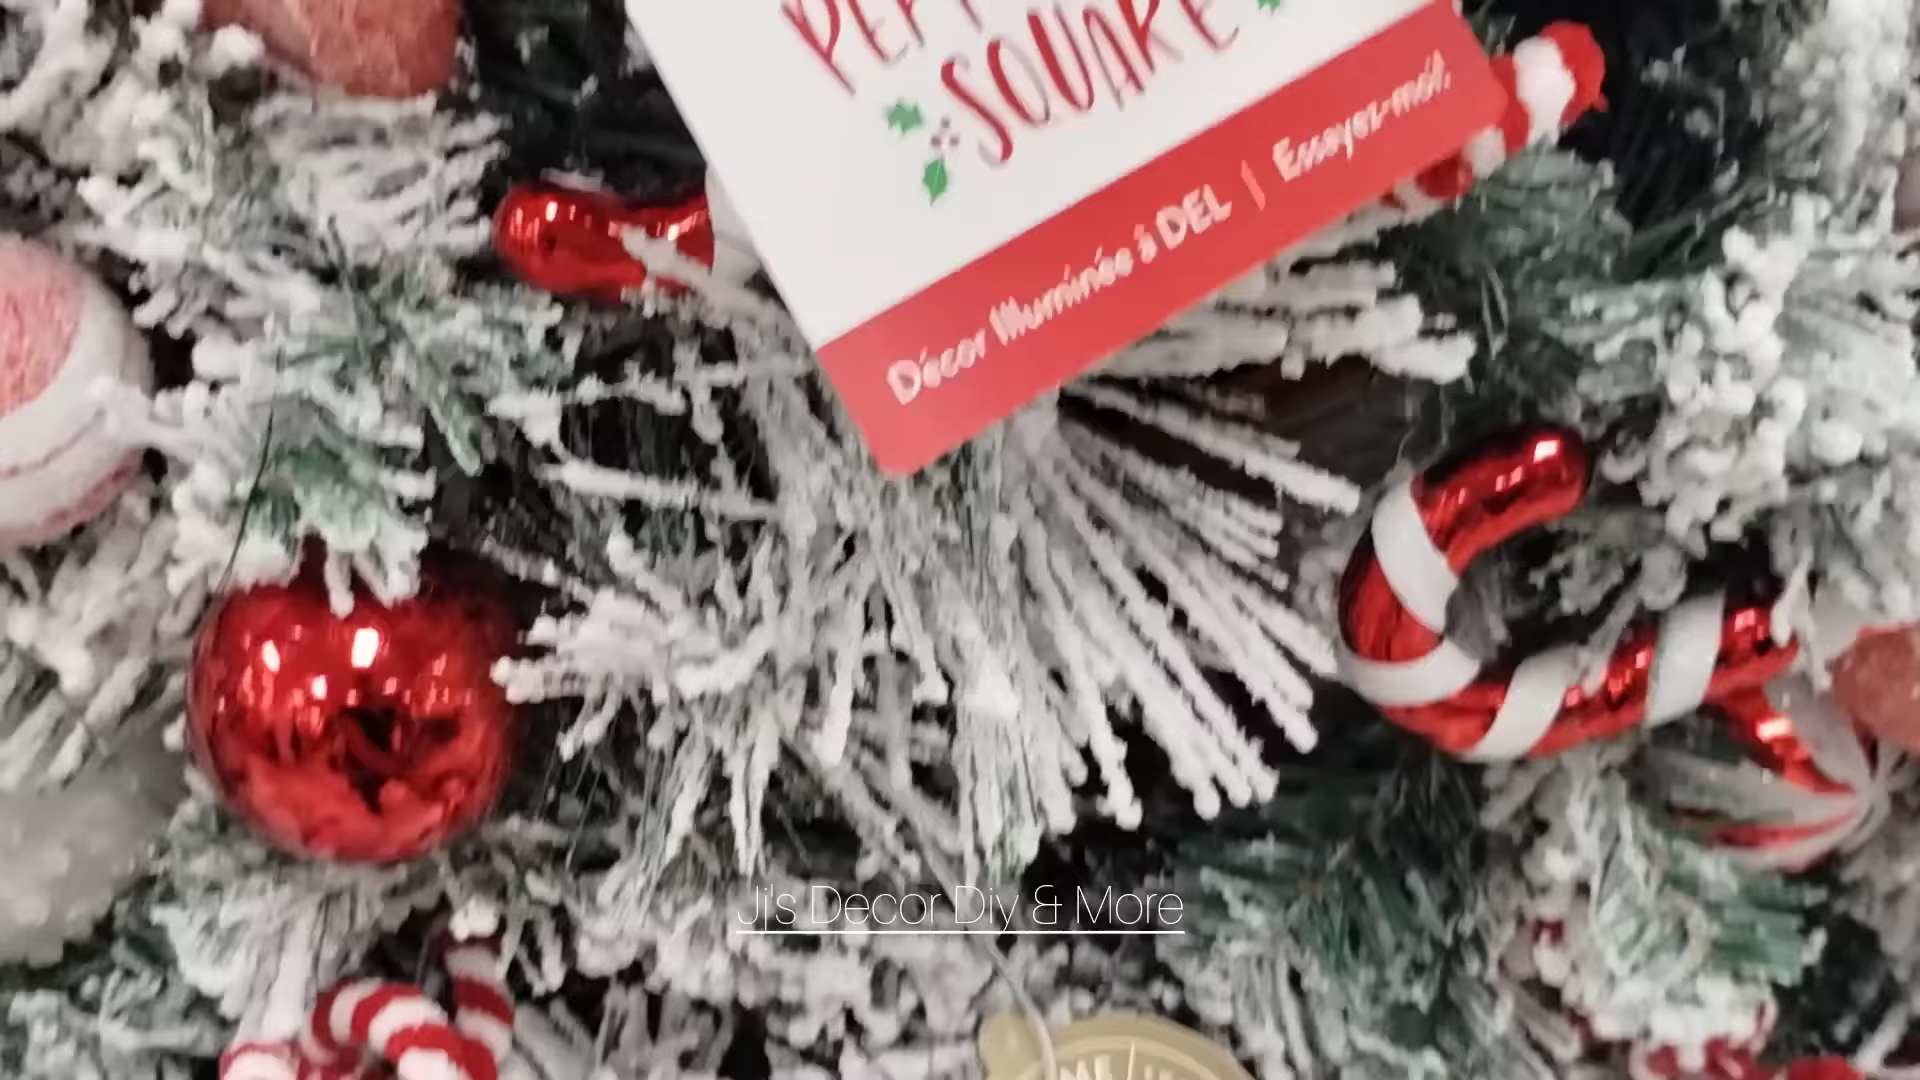 SQUARE
Décor Illuminée à DEL | Essayez-moi!
Jj's Decor Diy & More